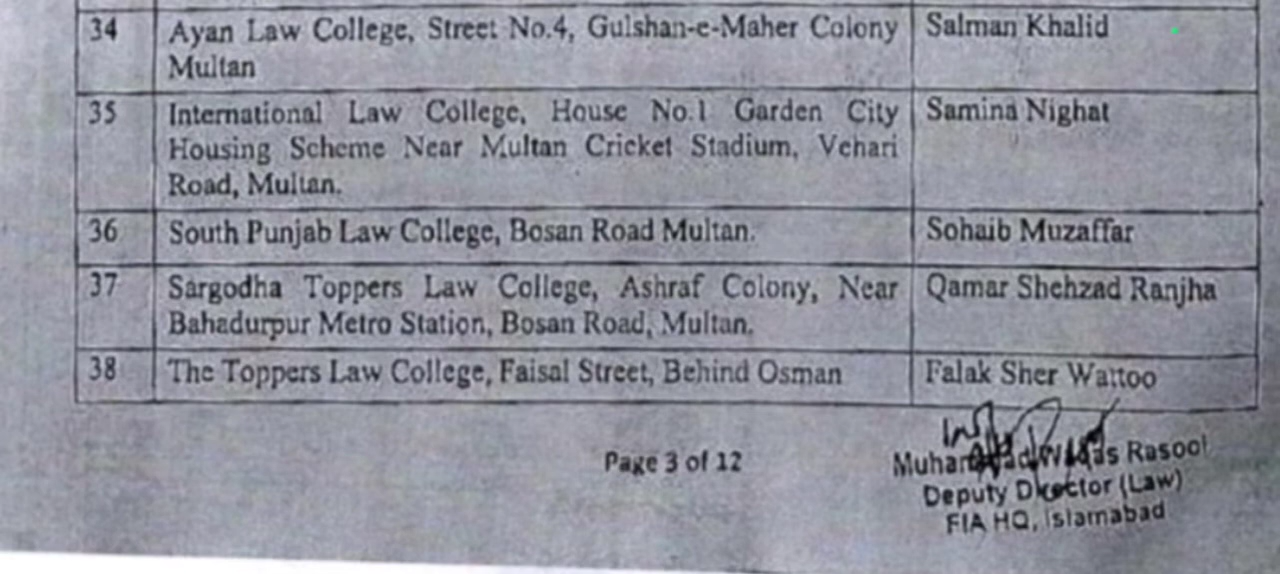 34 Ayan Law College, Street No.4, Gulshan-e-Maher Colony Salman Khalid
Multan
35 International Law College, House No.1 Garden City Samina Nighat
Housing Scheme Near Multan Cricket Stadium, Vehari
Road, Multan.
36 South Punjab Law College, Bosan Road Multan. Sohaib Muzaffar
37 Sargodha Toppers Law College, Ashraf Colony, Near Qamar Shehzad Ranjha
Bahadurpur Metro Station, Bosan Road, Multan.
38 The Toppers Law College, Faisal Street, Behind Osman Falak Sher Wattoo
Page 3 of 12
Rasool
Deputy Director (Law)
FIA HQ, Islamabad